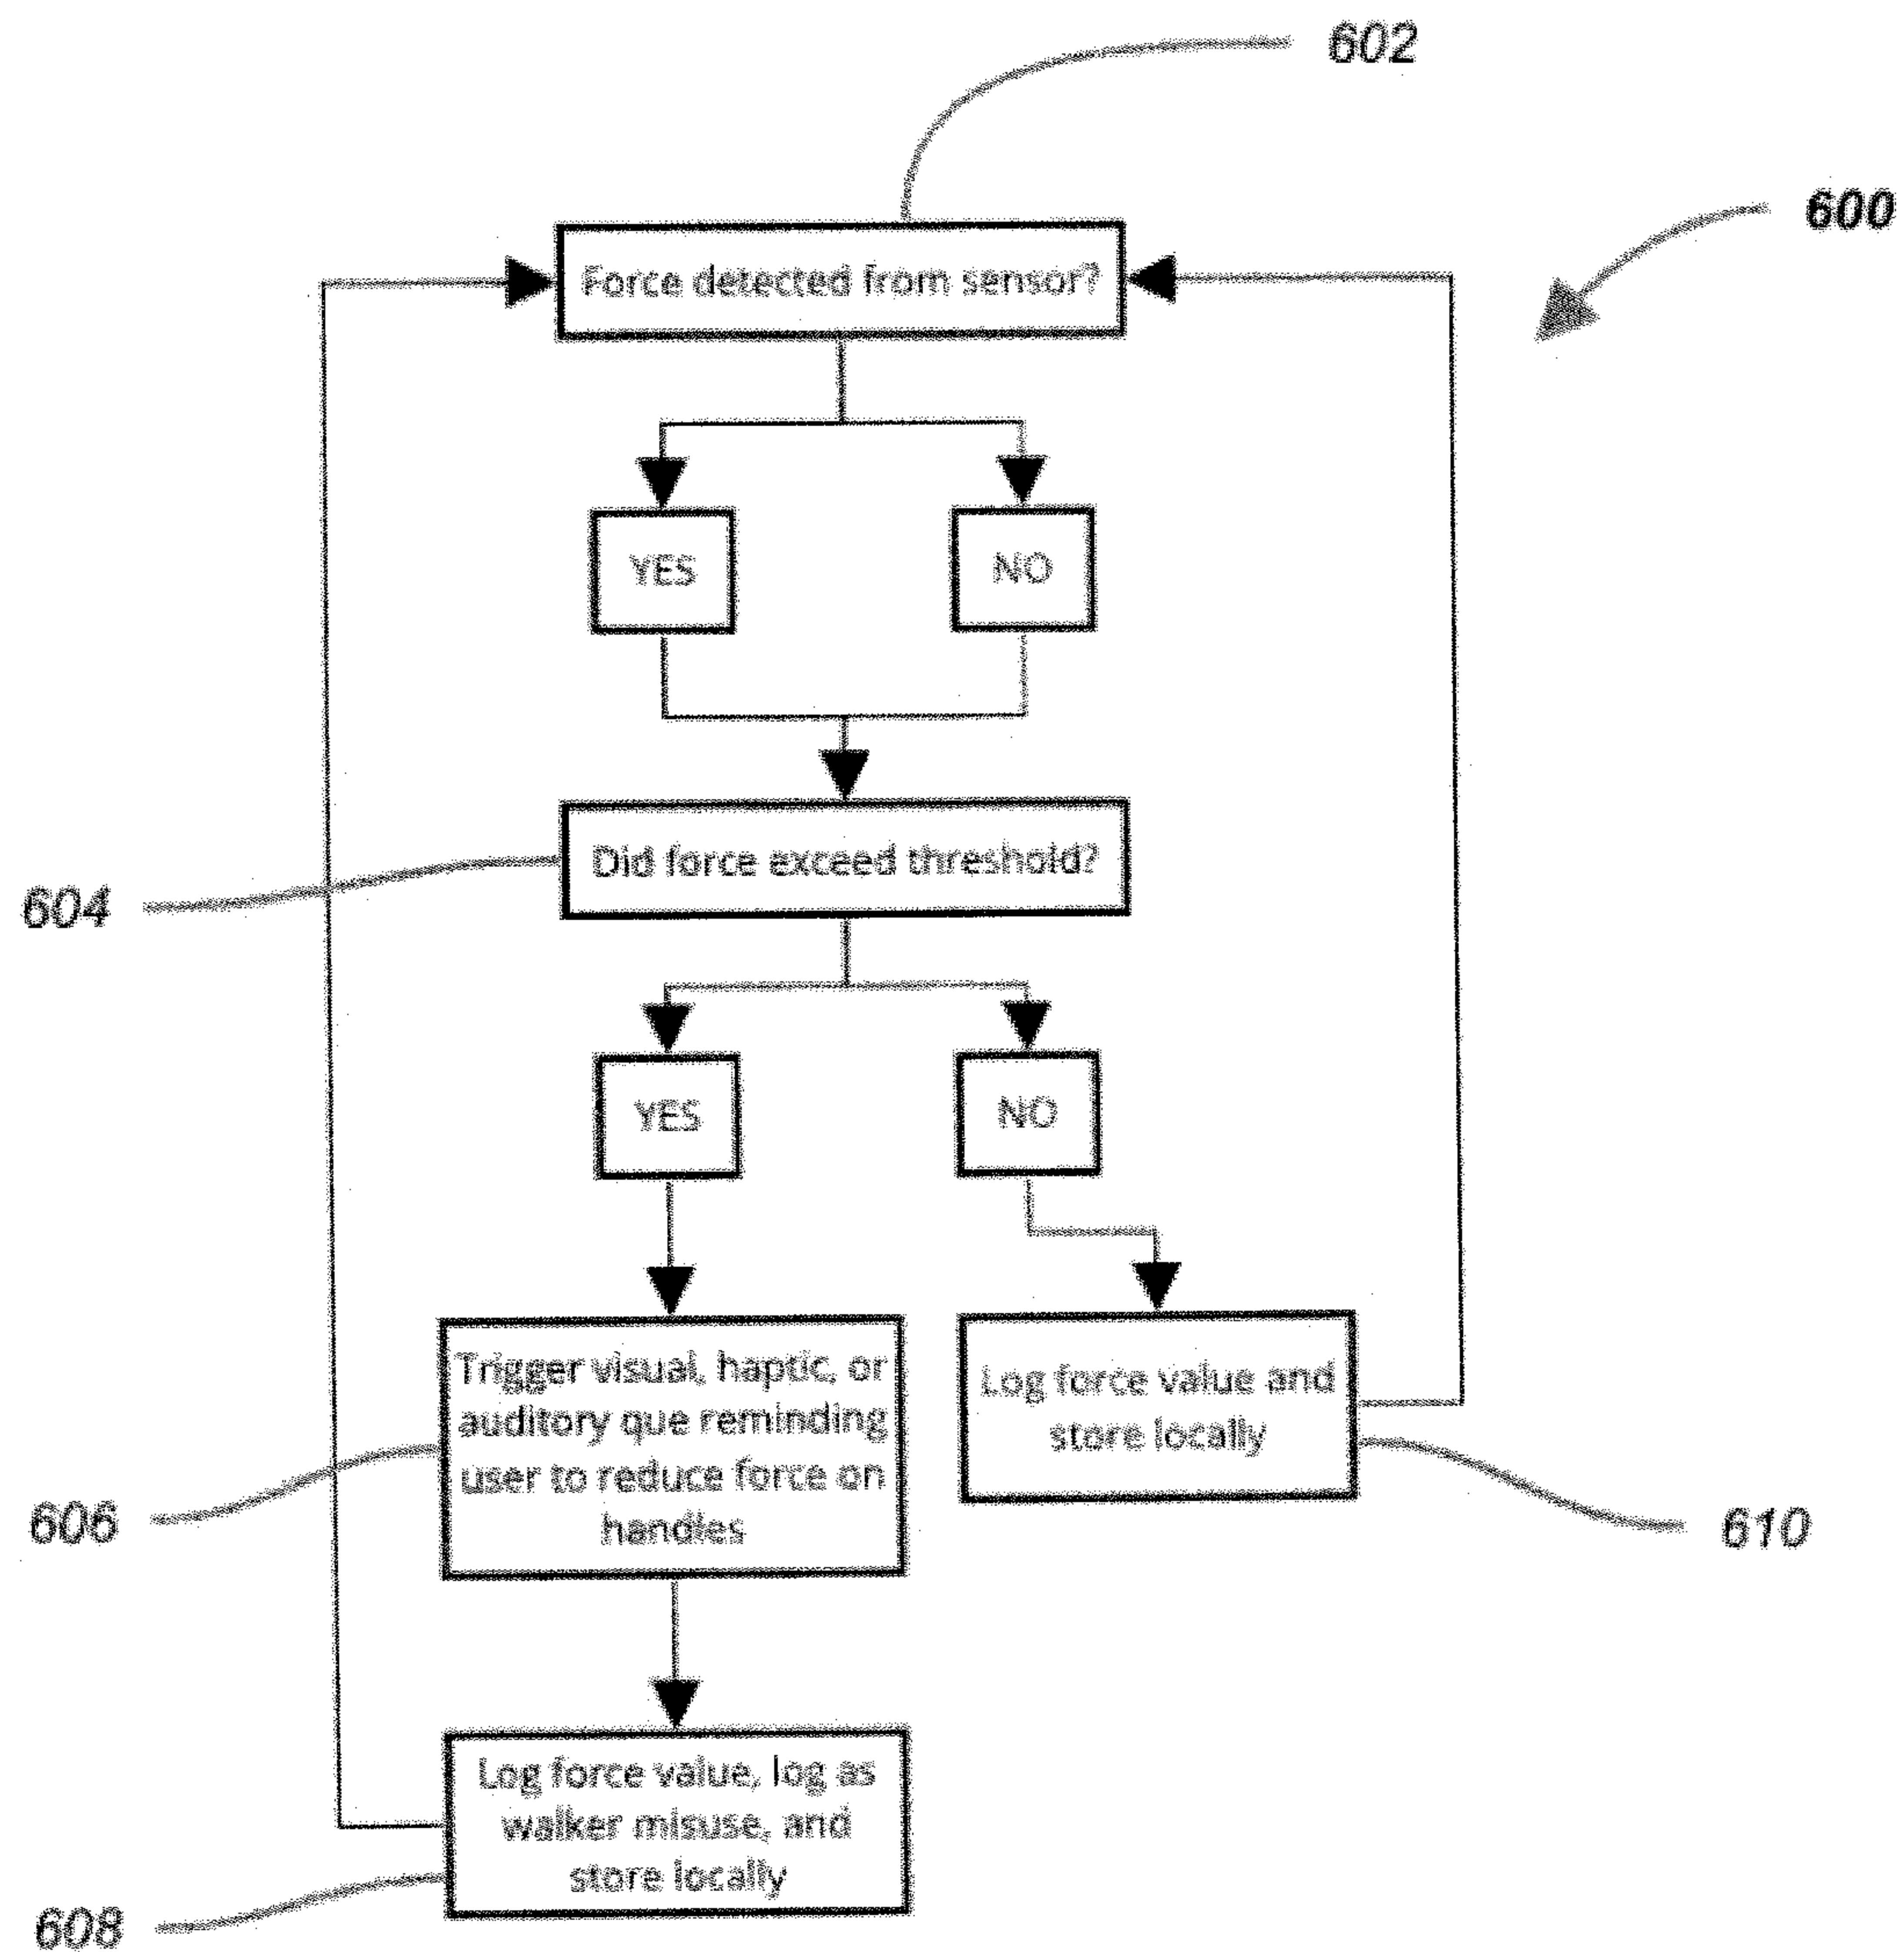 602
600
Force detected from sensor?
YES
NO
Did force exceed threshold?
604
YES
NO
Trigger visual, haptic, or
auditory que reminding
user to reduce force on
handles
Log force value and
store locally
606
610
Log force value, log as
walker misuse, and
store locally
608